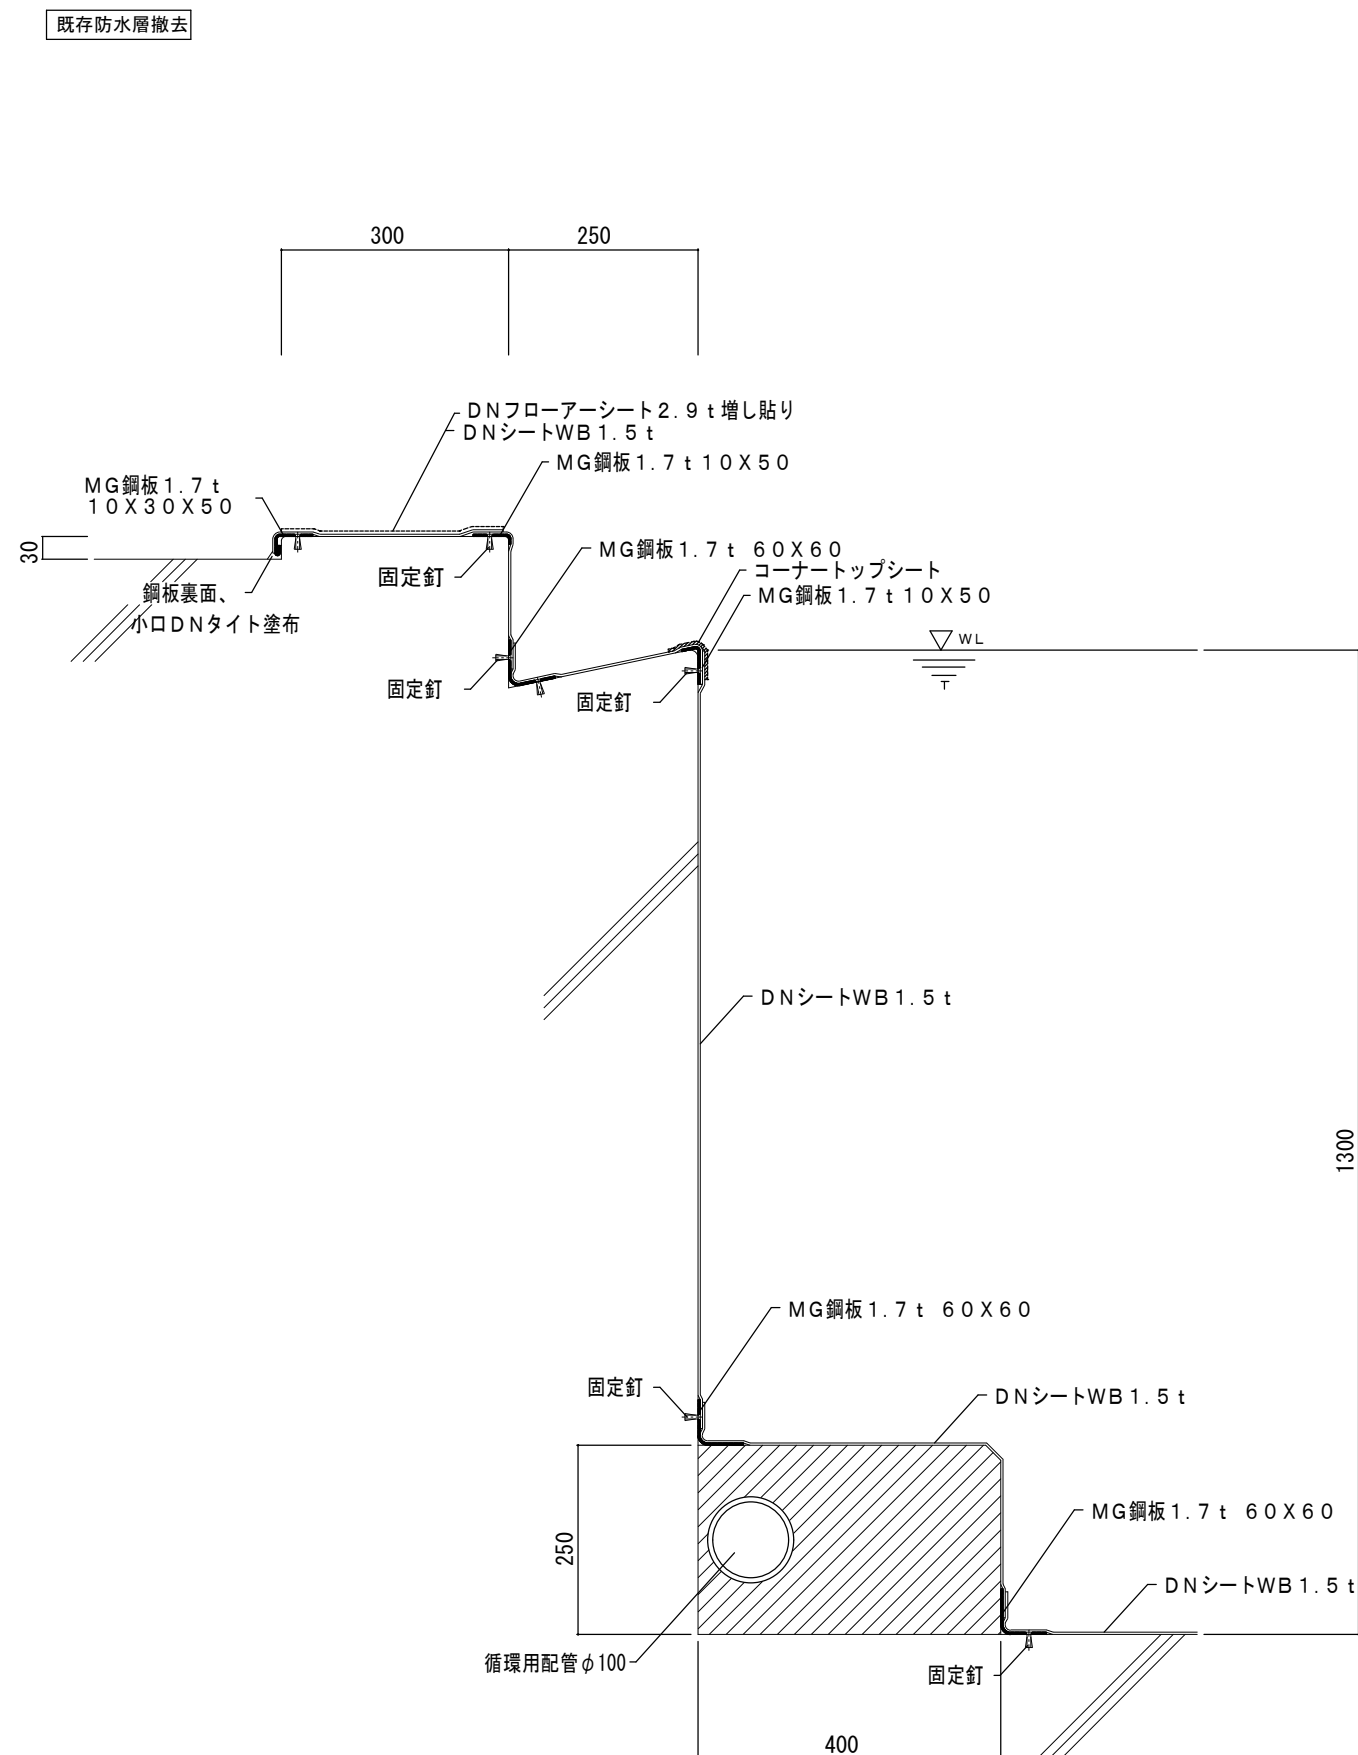 既存防水層撤去
300
250
DNフローアーシート2.9t増し貼り
DNシートWB1.5t
MG鋼板1.7t10X50
MG鋼板1.7t
10X30X50
30
固定釘
MG鋼板1.7t 60X60
コーナートップシート
MG鋼板1.7t10X50
鋼板裏面、
小口DNタイト塗布
WL
固定釘
固定釘
DNシートWB1.5t
1300
MG鋼板1.7t 60X60
固定釘
DNシートWB1.5t
250
MG鋼板1.7t 60X60
DNシートWB1.5t
循環用配管φ100
固定釘
400